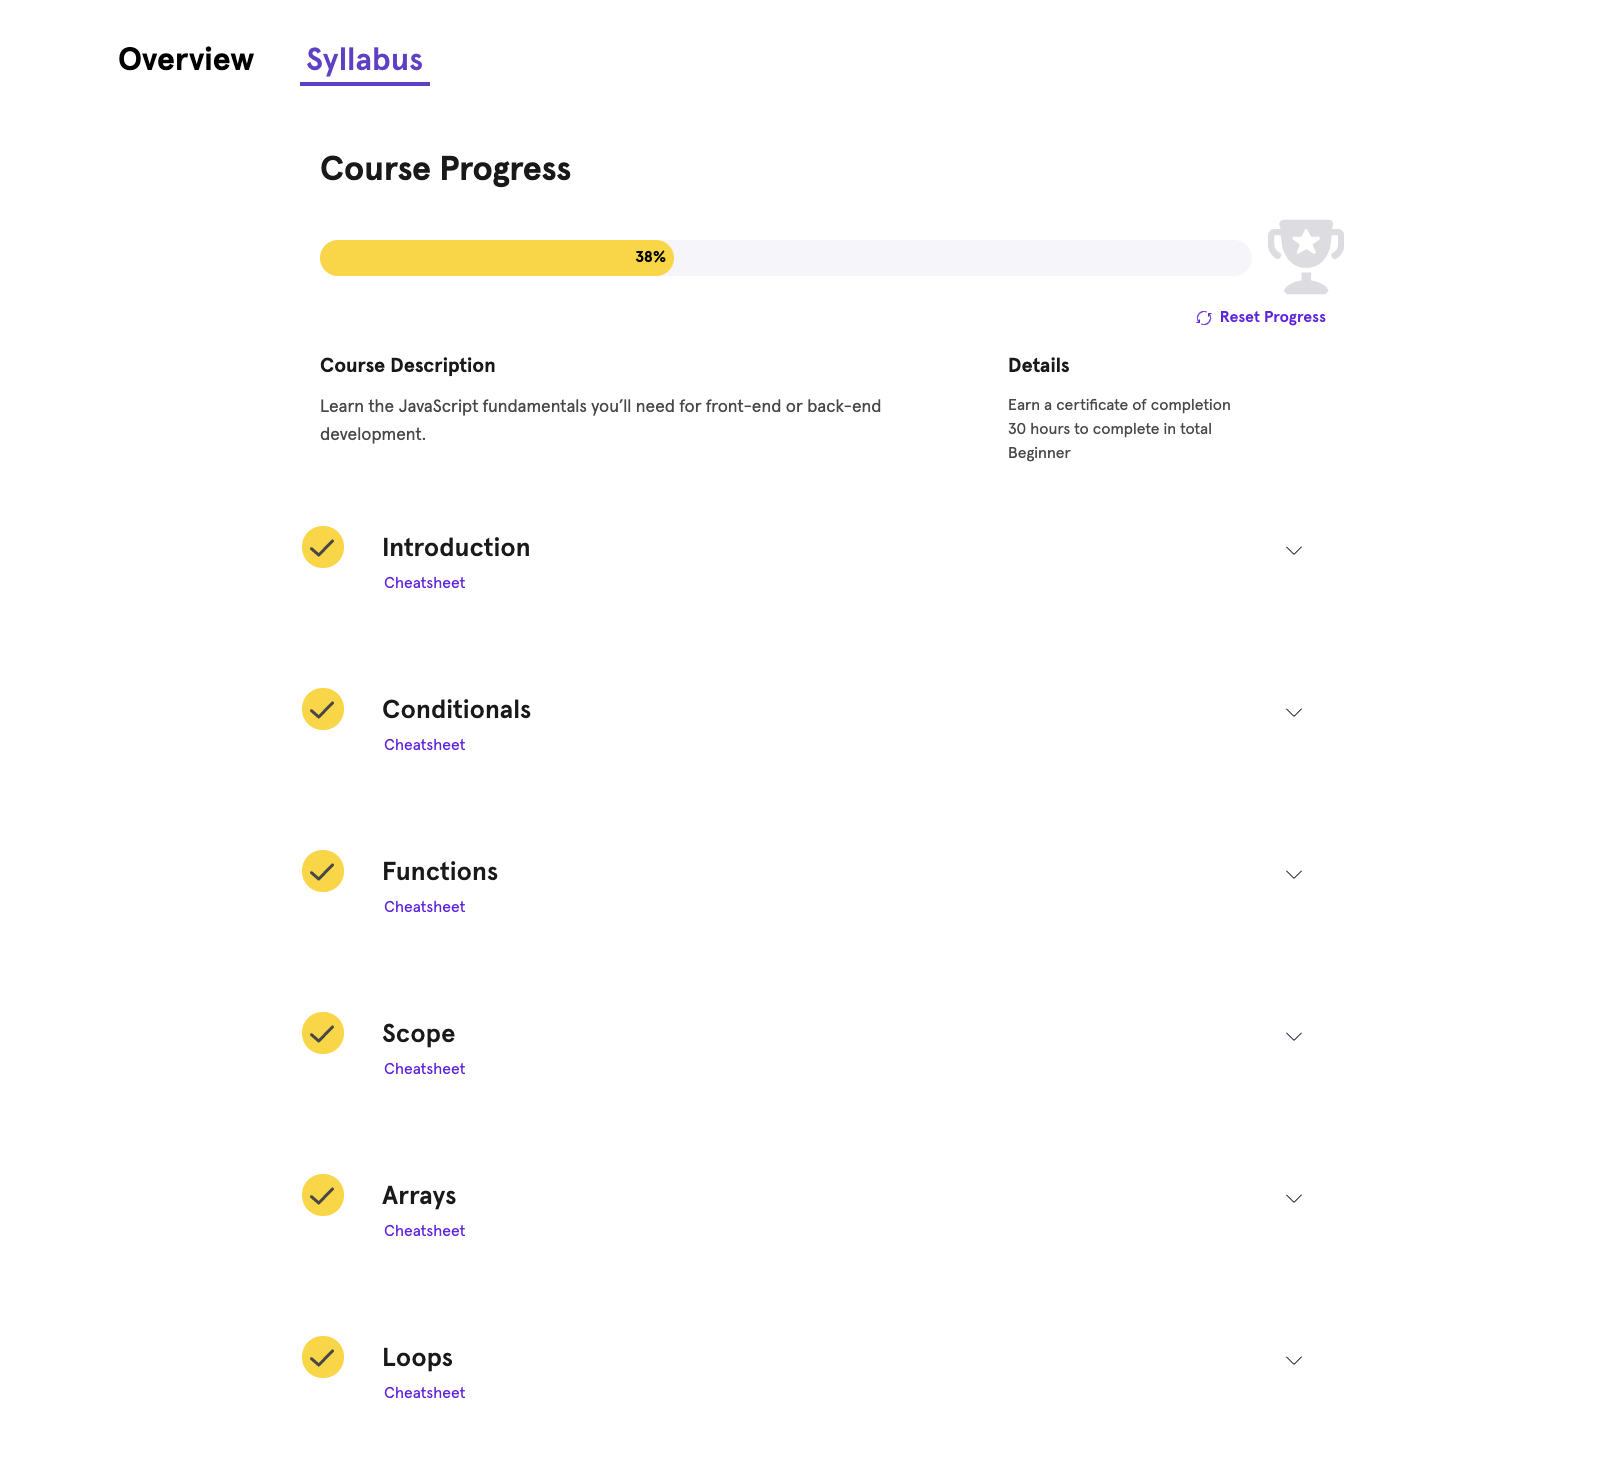 Overview Syllabus
Course Progress
38%
Reset Progress
Course Description
Learn the JavaScript fundamentals you’ll need for front-end or back-end
development.
Details
Earn a certificate of completion
30 hours to complete in total
Beginner
Introduction
Cheatsheet
Conditionals
Cheatsheet
Functions
Cheatsheet
Scope
Cheatsheet
Arrays
Cheatsheet
Loops
Cheatsheet